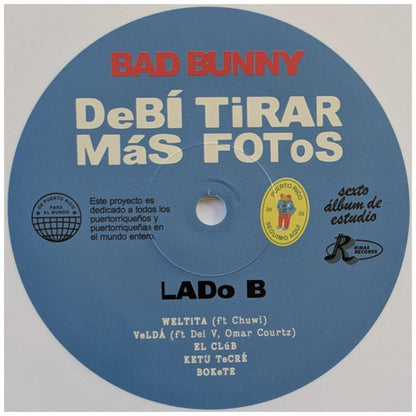 BAD BUNNY
DeBÍ TiRAR
MáS FOToS
DE PUERTO RICO
PARA
EL MUNDO
Este proyecto es
dedicado a todos los
puertorriqueños y
puertorriqueñas en
el mundo entero.
PUERTO RICO
20 25
SEGUIMO AQUÍ
sexto
álbum de
estudio
RIMAS
RECORDS
LADo B
WELTiTA (ft Chuwi)
VeLDÁ (ft Dei V, Omar Courtz)
EL CLúB
KETU TeCRÉ
BOKeTE